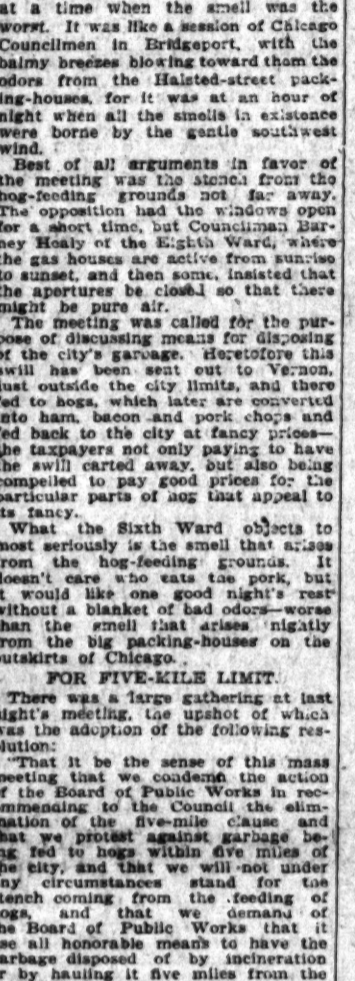 at a time when the smell was the
worst. It was like a session of Chicago
Councilmen in Bridgeport, with the
balmy breezes blowing toward them the
odors from the Halsted-street pack-
ing-houses, for it was at an hour of
night when all the smells in existence
were borne by the gentle southwest
wind.
Best of all arguments in favor of
the meeting was the stench from the
hog-feeding grounds not far away.
The opposition had the windows open
for a short time, but Councilman Bar-
ney Healy of the Eighth Ward, where
the gas houses are active from sunrise
to sunset, and then some, insisted that
the apertures be closed so that there
might be pure air.
The meeting was called for the pur-
pose of discussing means for disposing
of the city's garbage. Heretofore this
swill has been sent out to Vernon,
just outside the city limits, and there
fed to hogs, which later are converted
into ham, bacon and pork chops and
fed back to the city at fancy prices—
the taxpayers not only paying to have
the swill carted away, but also being
compelled to pay good prices for the
particular parts of hog that appeal to
its fancy.
What the Sixth Ward objects to
most seriously is the smell that arises
from the hog-feeding grounds. It
doesn't care who eats the pork, but
it would like one good night's rest
without a blanket of bad odors—worse
than the smell that arises nightly
from the big packing-houses on the
outskirts of Chicago.
FOR FIVE-MILE LIMIT.
There was a large gathering at last
night's meeting, the upshot of which
was the adoption of the following res-
olution:
"That it be the sense of this mass
meeting that we condemn the action
of the Board of Public Works in rec-
ommending to the Council the elim-
ination of the five-mile clause and
that we protest against garbage be-
ing fed to hogs within five miles of
the city, and that we will not under
any circumstances stand for the
stench coming from the feeding of
hogs, and that we demand of
the Board of Public Works that it
use all honorable means to have the
garbage disposed of by incineration
or by hauling it five miles from the